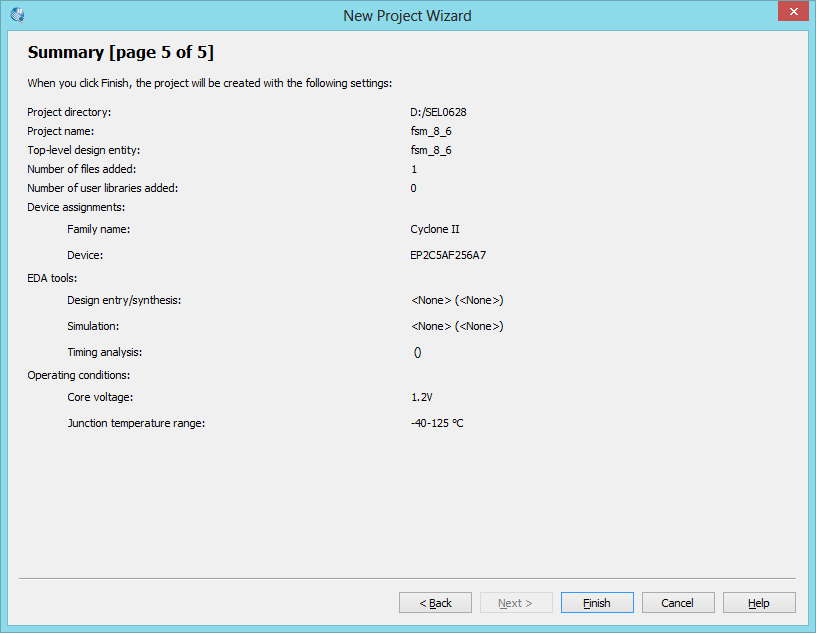 New Project Wizard
Summary [page 5 of 5]
When you click Finish, the project will be created with the following settings:
Project directory: D:/SEL0628
Project name: fsm_8_6
Top-level design entity: fsm_8_6
Number of files added: 1
Number of user libraries added: 0
Device assignments:
Family name: Cyclone II
Device: EP2C5AF256A7
EDA tools:
Design entry/synthesis: <None> (<None>)
Simulation: <None> (<None>)
Timing analysis: ()
Operating conditions:
Core voltage: 1.2V
Junction temperature range: -40-125 ºC
< Back Next > Finish Cancel Help